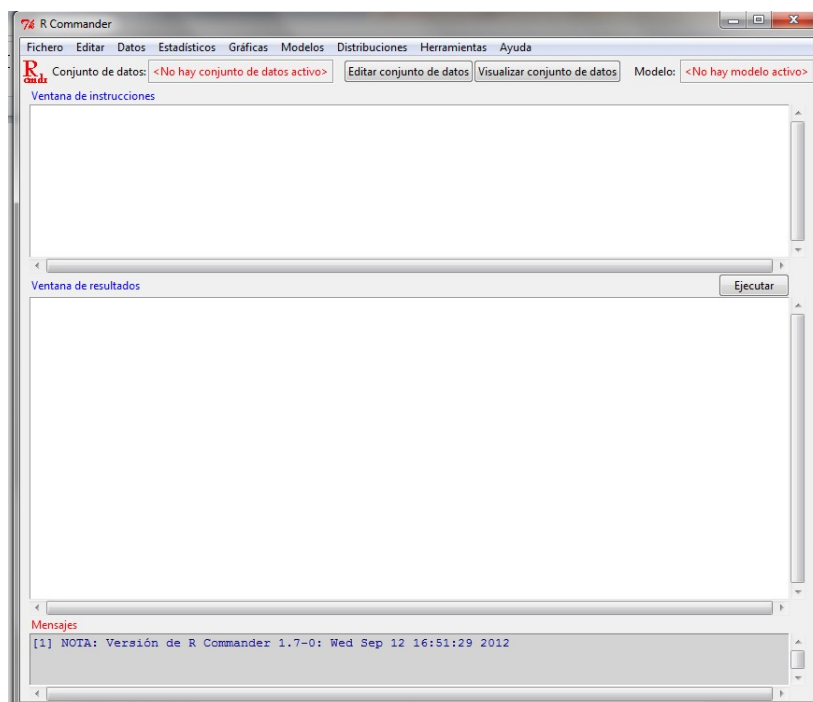 R Commander
Fichero Editar Datos Estadísticos Gráficas Modelos Distribuciones Herramientas Ayuda
R cmdr Conjunto de datos: <No hay conjunto de datos activo> Editar conjunto de datos Visualizar conjunto de datos Modelo: <No hay modelo activo>
Ventana de instrucciones
Ventana de resultados Ejecutar
Mensajes
[1] NOTA: Versión de R Commander 1.7-0: Wed Sep 12 16:51:29 2012